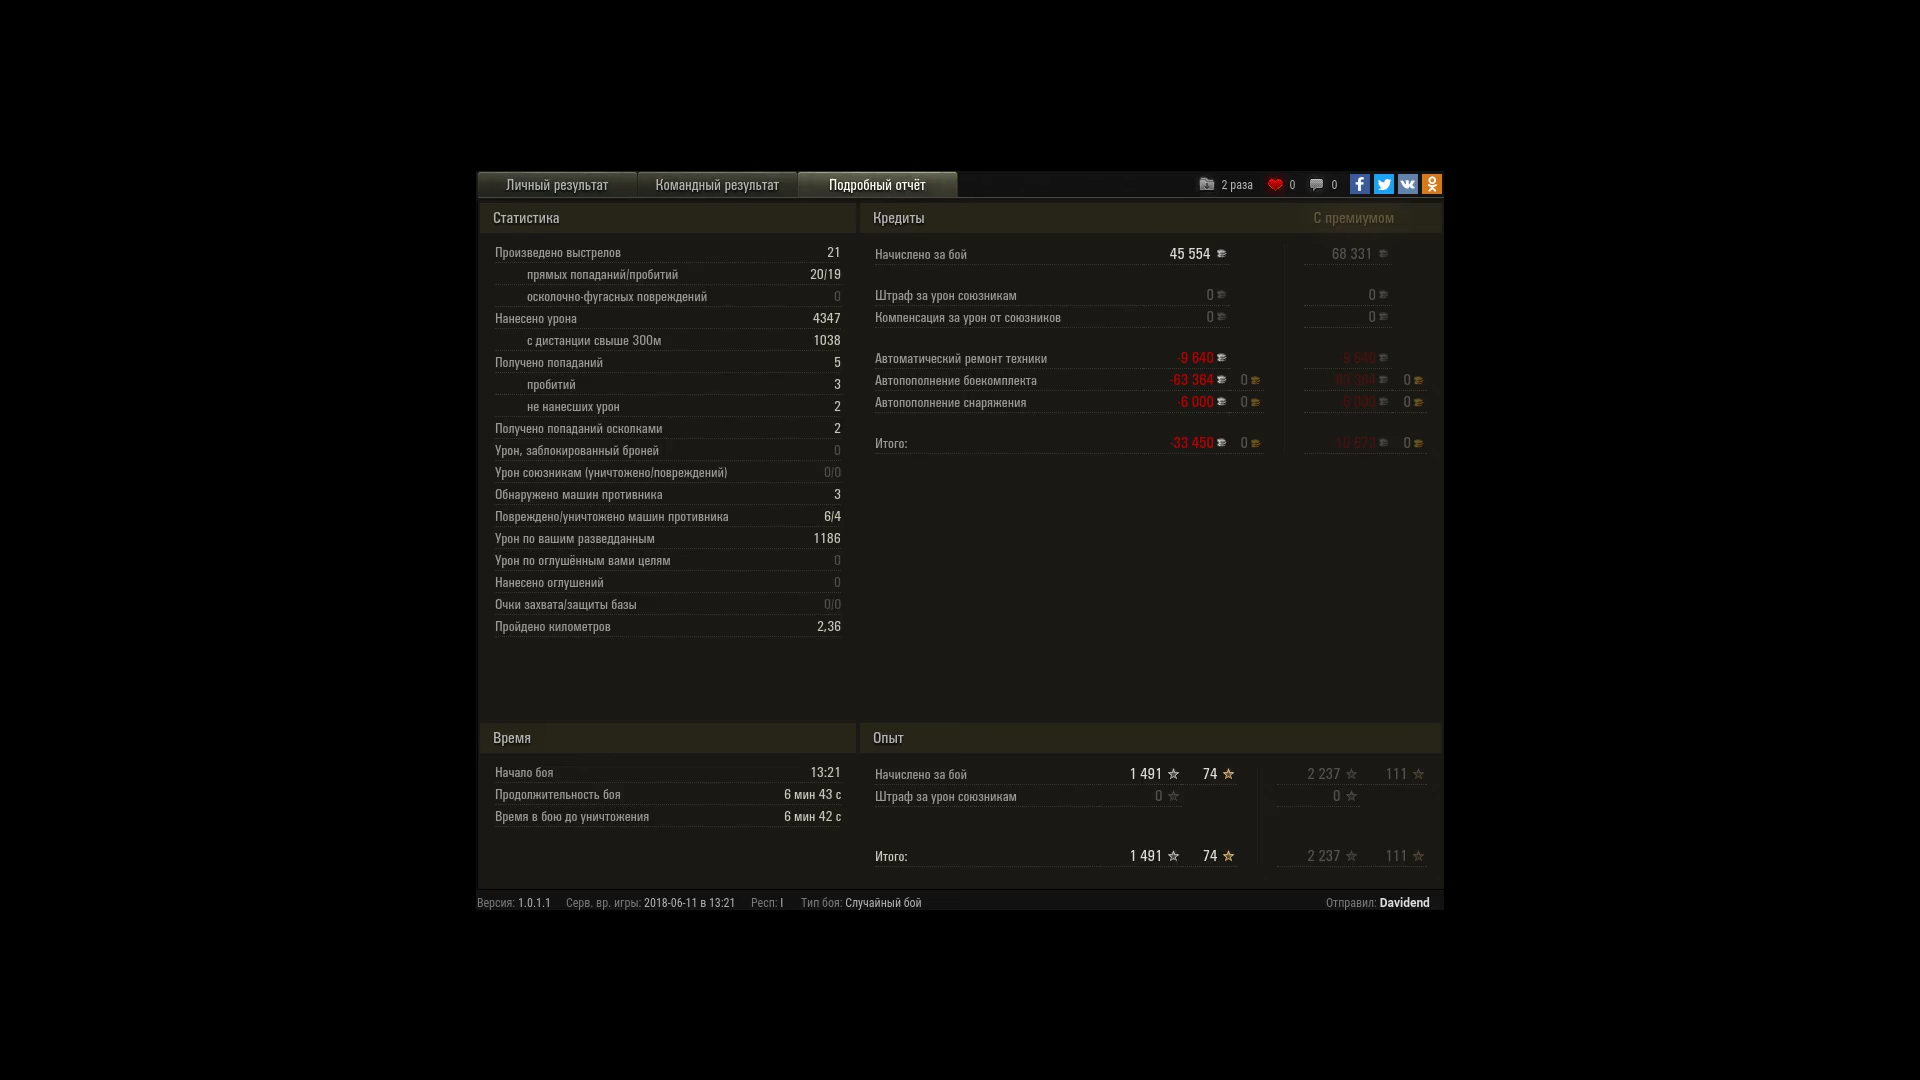 Личный результат Командный результат Подробный отчёт 2 раза 0 0
Статистика
Произведено выстрелов 21
прямых попаданий/пробитий 20/19
осколочно-фугасных повреждений 0
Нанесено урона 4347
с дистанции свыше 300м 1038
Получено попаданий 5
пробитий 3
не нанесших урон 2
Получено попаданий осколками 2
Урон, заблокированный броней 0
Урон союзникам (уничтожено/повреждений) 0/0
Обнаружено машин противника 3
Повреждено/уничтожено машин противника 6/4
Урон по вашим разведданным 1186
Урон по оглушённым вами целям 0
Нанесено оглушений 0
Очки захвата/защиты базы 0/0
Пройдено километров 2,36
Кредиты С премиумом
Начислено за бой 45 554 68 331
Штраф за урон союзникам 0 0
Компенсация за урон от союзников 0 0
Автоматический ремонт техники -9 640 -9 640
Автопополнение боекомплекта -63 364 0 0
Автопополнение снаряжения -6 000 0 -6 000 0
Итого: -33 450 0 0
Время
Начало боя 13:21
Продолжительность боя 6 мин 43 с
Время в бою до уничтожения 6 мин 42 с
Опыт
Начислено за бой 1 491 74 2 237 111
Штраф за урон союзникам 0 0
Итого: 1 491 74 2 237 111
Версия: 1.0.1.1 Серв. вр. игры: 2018-06-11 в 13:21 Респ: I Тип боя: Случайный бой Отправил: Davidend